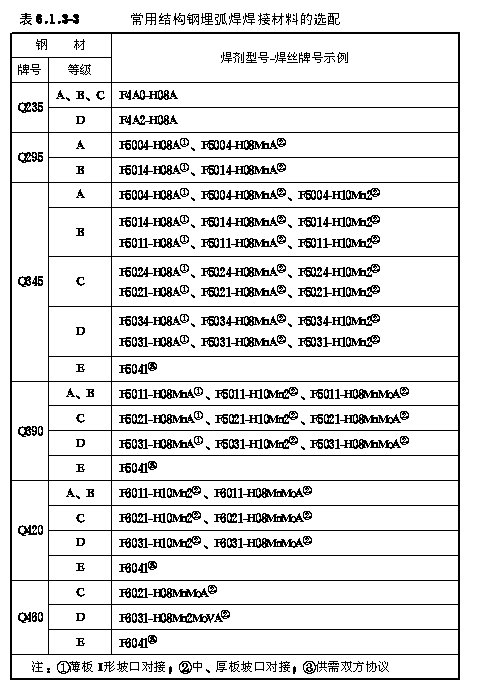 表6.1.3-3 常用结构钢埋弧焊焊接材料的选配
钢 材 焊剂型号-焊丝牌号示例
牌号 等级
Q235 A、B、C F4A0-H08A
D F4A2-H08A
Q295 A F5004-H08A①、F5004-H08MnA②
B F5014-H08A①、F5014-H08MnA②
Q345 A F5004-H08A①、F5004-H08MnA②、F5004-H10Mn2②
B F5014-H08A①、F5014-H08MnA②、F5014-H10Mn2②
F5011-H08A①、F5011-H08MnA②、F5011-H10Mn2②
C F5024-H08A①、F5024-H08MnA②、F5024-H10Mn2②
F5021-H08A①、F5021-H08MnA②、F5021-H10Mn2②
D F5034-H08A①、F5034-H08MnA②、F5034-H10Mn2②
F5031-H08A①、F5031-H08MnA②、F5031-H10Mn2②
E F5041③
Q390 A、B F5011-H08MnA①、F5011-H10Mn2②、F5011-H08MnMoA②
C F5021-H08MnA①、F5021-H10Mn2②、F5021-H08MnMoA②
D F5031-H08MnA①、F5031-H10Mn2②、F5031-H08MnMoA②
E F5041③
Q420 A、B F6011-H10Mn2②、F6011-H08MnMoA②
C F6021-H10Mn2②、F6021-H08MnMoA②
D F6031-H10Mn2②、F6031-H08MnMoA②
E F6041③
Q460 C F6021-H08MnMoA②
D F6031-H08Mn2MoVA②
E F6041③
注：①薄板I形坡口对接；②中、厚板坡口对接；③供需双方协议